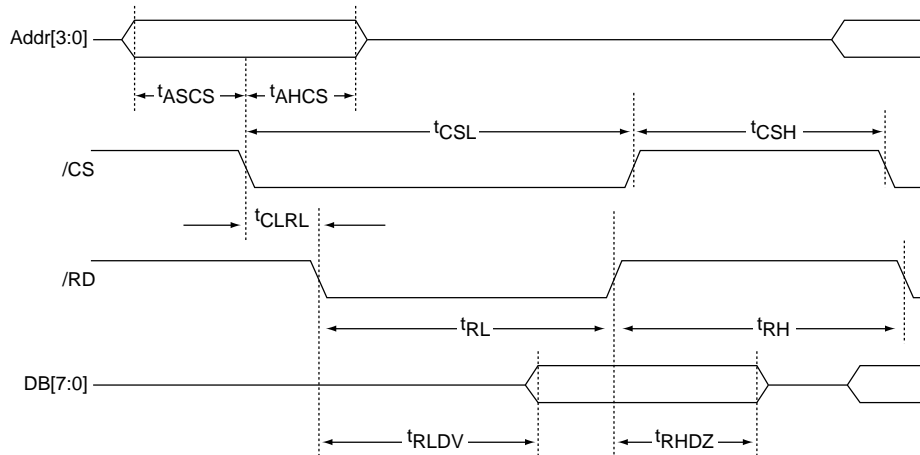 Addr[3:0]
tASCS
tAHCS
tCSL
tCSH
/CS
tCLRL
/RD
tRL
tRH
DB[7:0]
tRLDV
tRHDZ